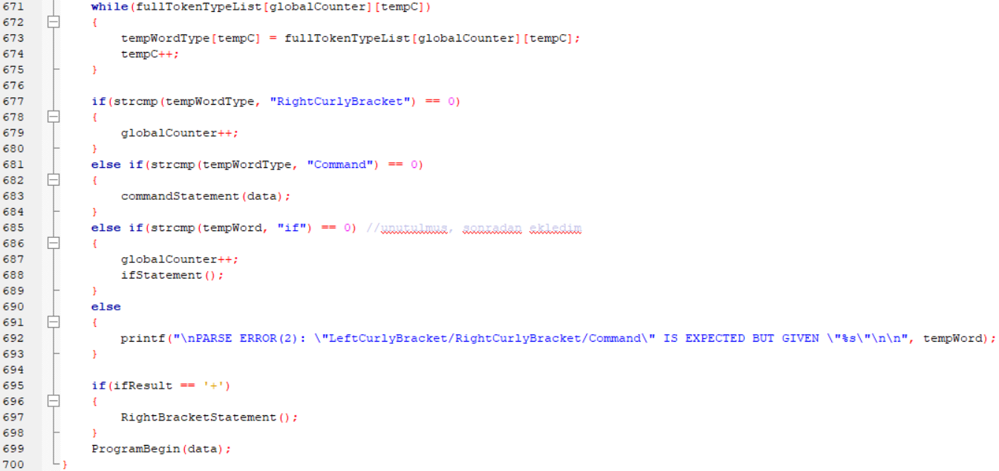 671 while(fullTokenTypeList[globalCounter][tempC])
672 {
673 tempWordType[tempC] = fullTokenTypeList[globalCounter][tempC];
674 tempC++;
675 }
676
677 if(strcmp(tempWordType, "RightCurlyBracket") == 0)
678 {
679 globalCounter++;
680 }
681 else if(strcmp(tempWordType, "Command") == 0)
682 {
683 commandStatement(data);
684 }
685 else if(strcmp(tempWord, "if") == 0) //unutulmus, sonradan ekledim
686 {
687 globalCounter++;
688 ifStatement();
689 }
690 else
691 {
692 printf("\nPARSE ERROR(2): \"LeftCurlyBracket/RightCurlyBracket/Command\" IS EXPECTED BUT GIVEN \"%s\"\n\n", tempWord);
693 }
694
695 if(ifResult == '+')
696 {
697 RightBracketStatement();
698 }
699 ProgramBegin(data);
700 }